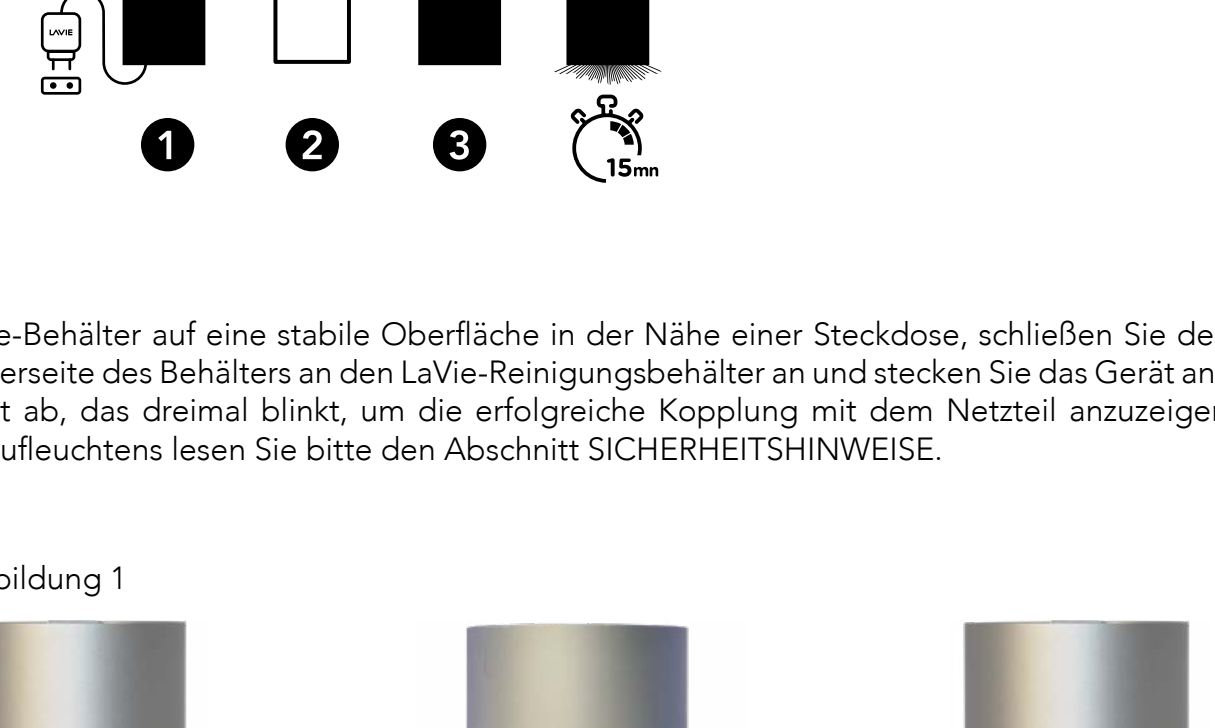 LAVIE
1 2 3
15mn
e-Behälter auf eine stabile Oberfläche in der Nähe einer Steckdose, schließen Sie de
erseite des Behälters an den LaVie-Reinigungsbehälter an und stecken Sie das Gerät an
t ab, das dreimal blinkt, um die erfolgreiche Kopplung mit dem Netzteil anzuzeigen
ufleuchtens lesen Sie bitte den Abschnitt SICHERHEITSHINWEISE.
bildung 1